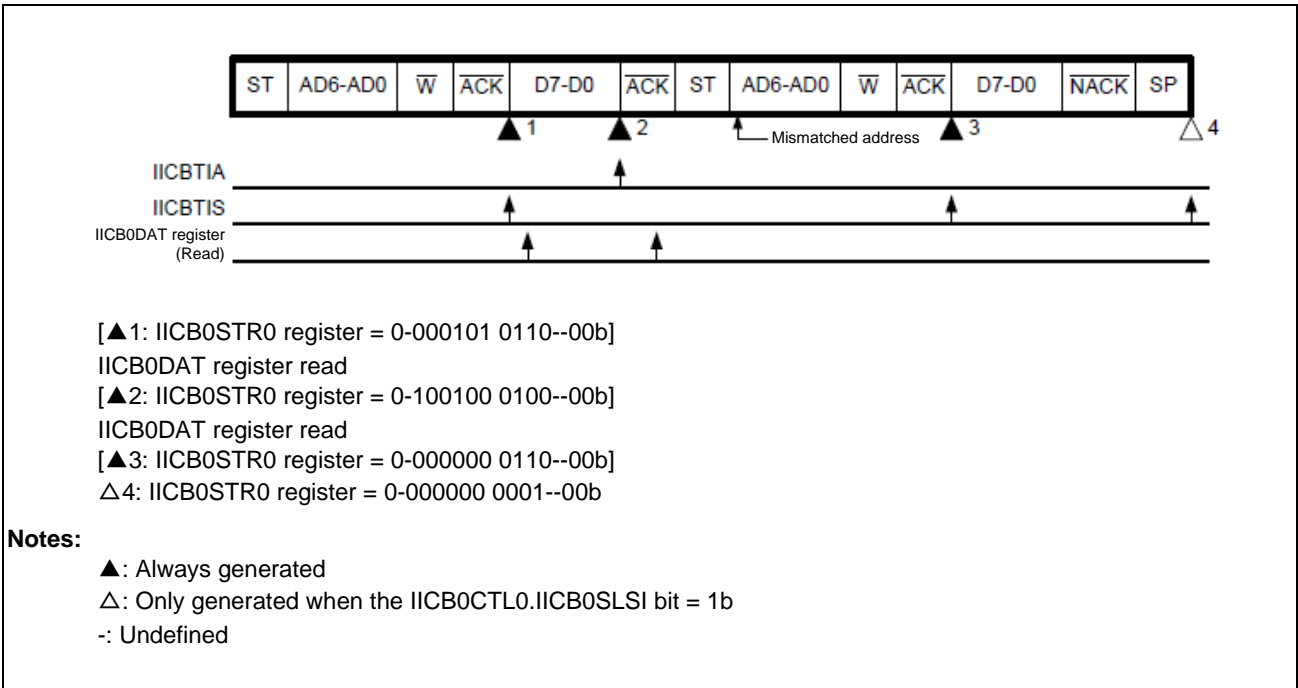 ST AD6-AD0 W ACK D7-D0 ACK ST AD6-AD0 W ACK D7-D0 NACK SP
▲1 ▲2 Mismatched address ▲3 △4
IICBTIA
IICBTIS
IICB0DAT register
(Read)
[▲1: IICB0STR0 register = 0-000101 0110--00b]
IICB0DAT register read
[▲2: IICB0STR0 register = 0-100100 0100--00b]
IICB0DAT register read
[▲3: IICB0STR0 register = 0-000000 0110--00b]
△4: IICB0STR0 register = 0-000000 0001--00b
Notes:
▲: Always generated
△: Only generated when the IICB0CTL0.IICB0SLSI bit = 1b
-: Undefined